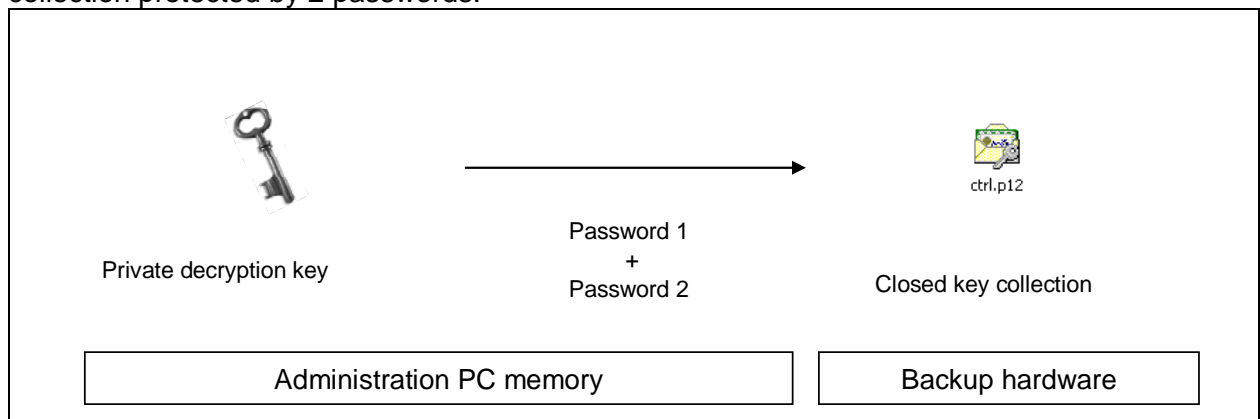 collection protected by 2 passwords.
ctrl.p12
Password 1
+
Password 2
Private decryption key
Closed key collection
Administration PC memory
Backup hardware